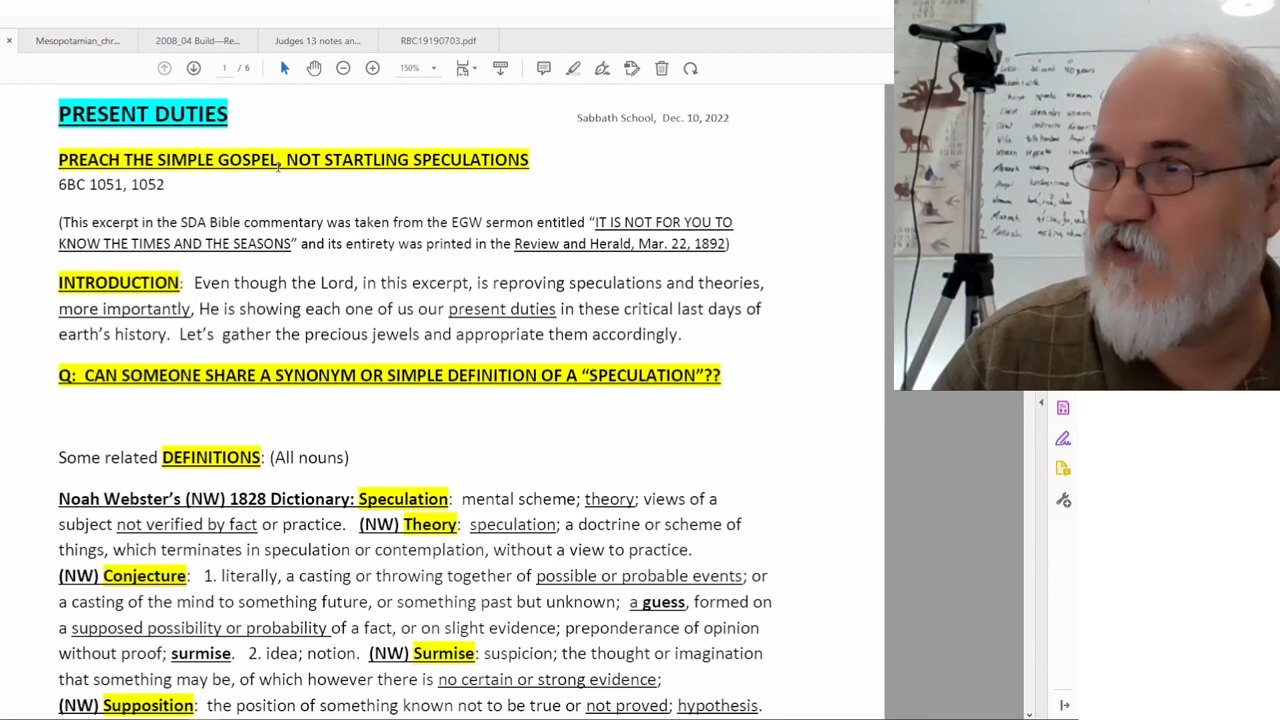 Mesopotamian_chr...
2008_04 Build—Re...
Judges 13 notes an...
RBC19190703.pdf
1 / 6
150%
PRESENT DUTIES
Sabbath School, Dec. 10, 2022
PREACH THE SIMPLE GOSPEL, NOT STARTLING SPECULATIONS
6BC 1051, 1052
(This excerpt in the SDA Bible commentary was taken from the EGW sermon entitled “IT IS NOT FOR YOU TO
KNOW THE TIMES AND THE SEASONS” and its entirety was printed in the Review and Herald, Mar. 22, 1892)
INTRODUCTION: Even though the Lord, in this excerpt, is reproving speculations and theories,
more importantly, He is showing each one of us our present duties in these critical last days of
earth’s history. Let’s gather the precious jewels and appropriate them accordingly.
Q: CAN SOMEONE SHARE A SYNONYM OR SIMPLE DEFINITION OF A “SPECULATION”??
Some related DEFINITIONS: (All nouns)
Noah Webster’s (NW) 1828 Dictionary: Speculation: mental scheme; theory; views of a
subject not verified by fact or practice. (NW) Theory: speculation; a doctrine or scheme of
things, which terminates in speculation or contemplation, without a view to practice.
(NW) Conjecture: 1. literally, a casting or throwing together of possible or probable events; or
a casting of the mind to something future, or something past but unknown; a guess, formed on
a supposed possibility or probability of a fact, or on slight evidence; preponderance of opinion
without proof; surmise. 2. idea; notion. (NW) Surmise: suspicion; the thought or imagination
that something may be, of which however there is no certain or strong evidence;
(NW) Supposition: the position of something known not to be true or not proved; hypothesis.
40 years